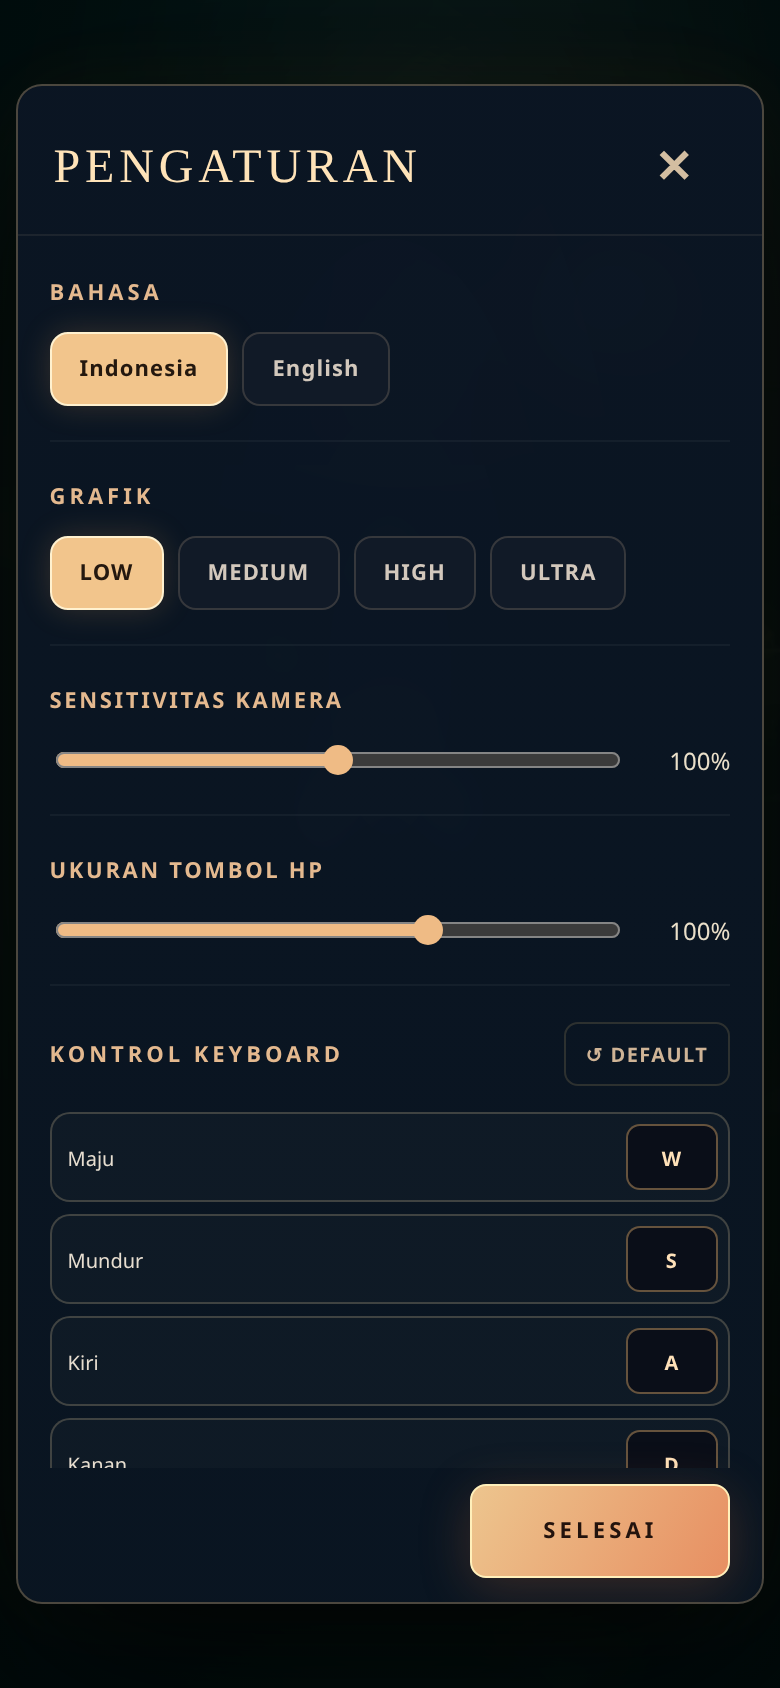 PENGATURAN ✕
BAHASA
Indonesia English
GRAFIK
LOW MEDIUM HIGH ULTRA
SENSITIVITAS KAMERA
100%
UKURAN TOMBOL HP
100%
KONTROL KEYBOARD ↺ DEFAULT
Maju W
Mundur S
Kiri A
Kanan D
SELESAI